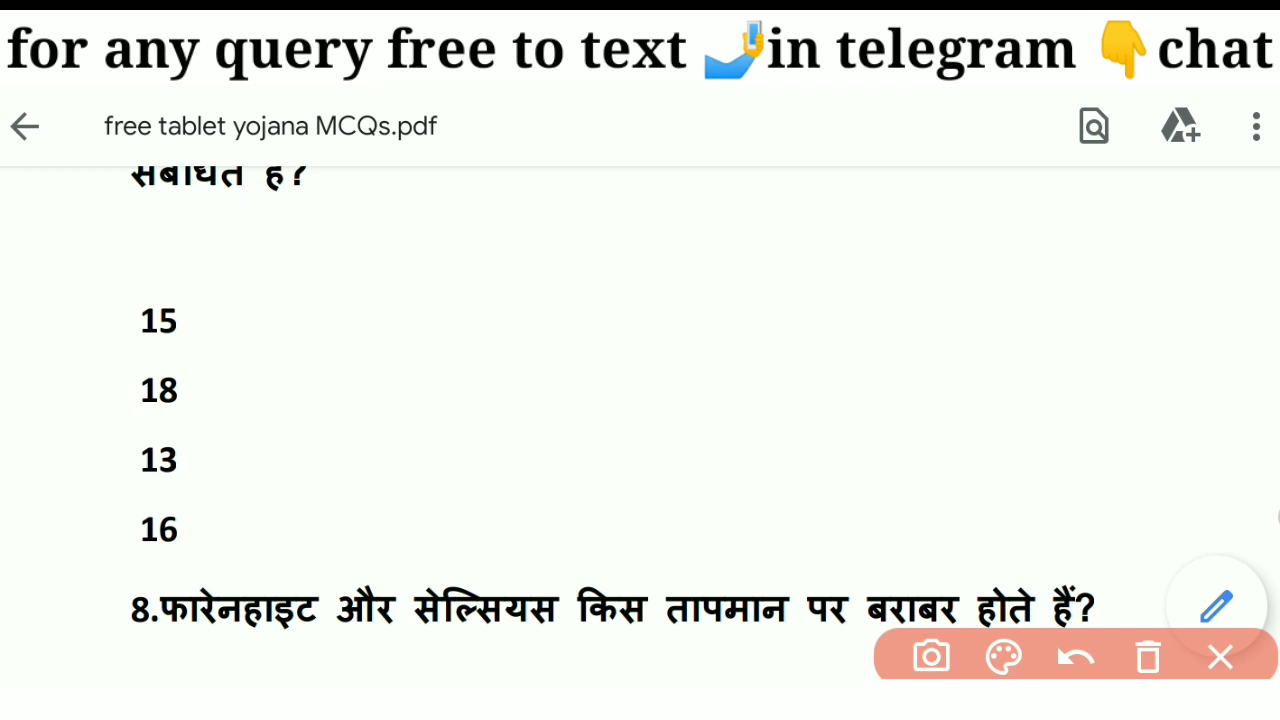 for any query free to text 🤳in telegram 👇chat
free tablet yojana MCQs.pdf
संबंधित है?
15
18
13
16
8.फारेनहाइट और सेल्सियस किस तापमान पर बराबर होते हैं?